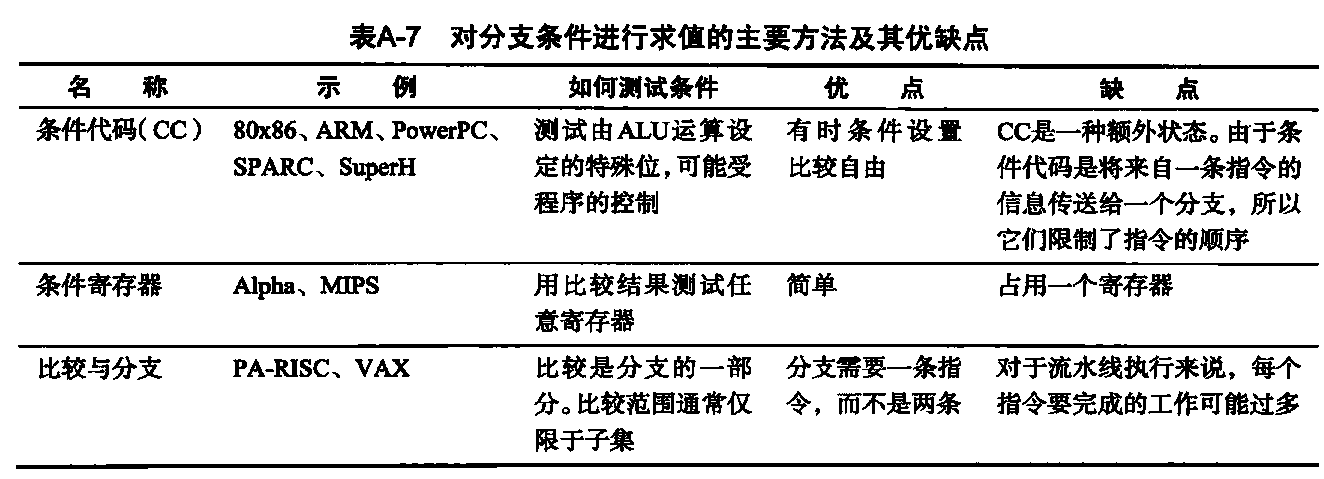 表A-7 对分支条件进行求值的主要方法及其优缺点
名 称 示 例 如何测试条件 优 点 缺 点
条件代码（CC） 80x86、ARM、PowerPC、 测试由ALU运算设 有时条件设置 CC是一种额外状态。由于条
SPARC、SuperH 定的特殊位，可能受 比较自由 件代码是将来自一条指令的
程序的控制 信息传送给一个分支，所以
它们限制了指令的顺序
条件寄存器 Alpha、MIPS 用比较结果测试任 简单 占用一个寄存器
意寄存器
比较与分支 PA-RISC、VAX 比较是分支的一部 分支需要一条指 对于流水线执行来说，每个
分。比较范围通常仅 令，而不是两条 指令要完成的工作可能过多
限于子集